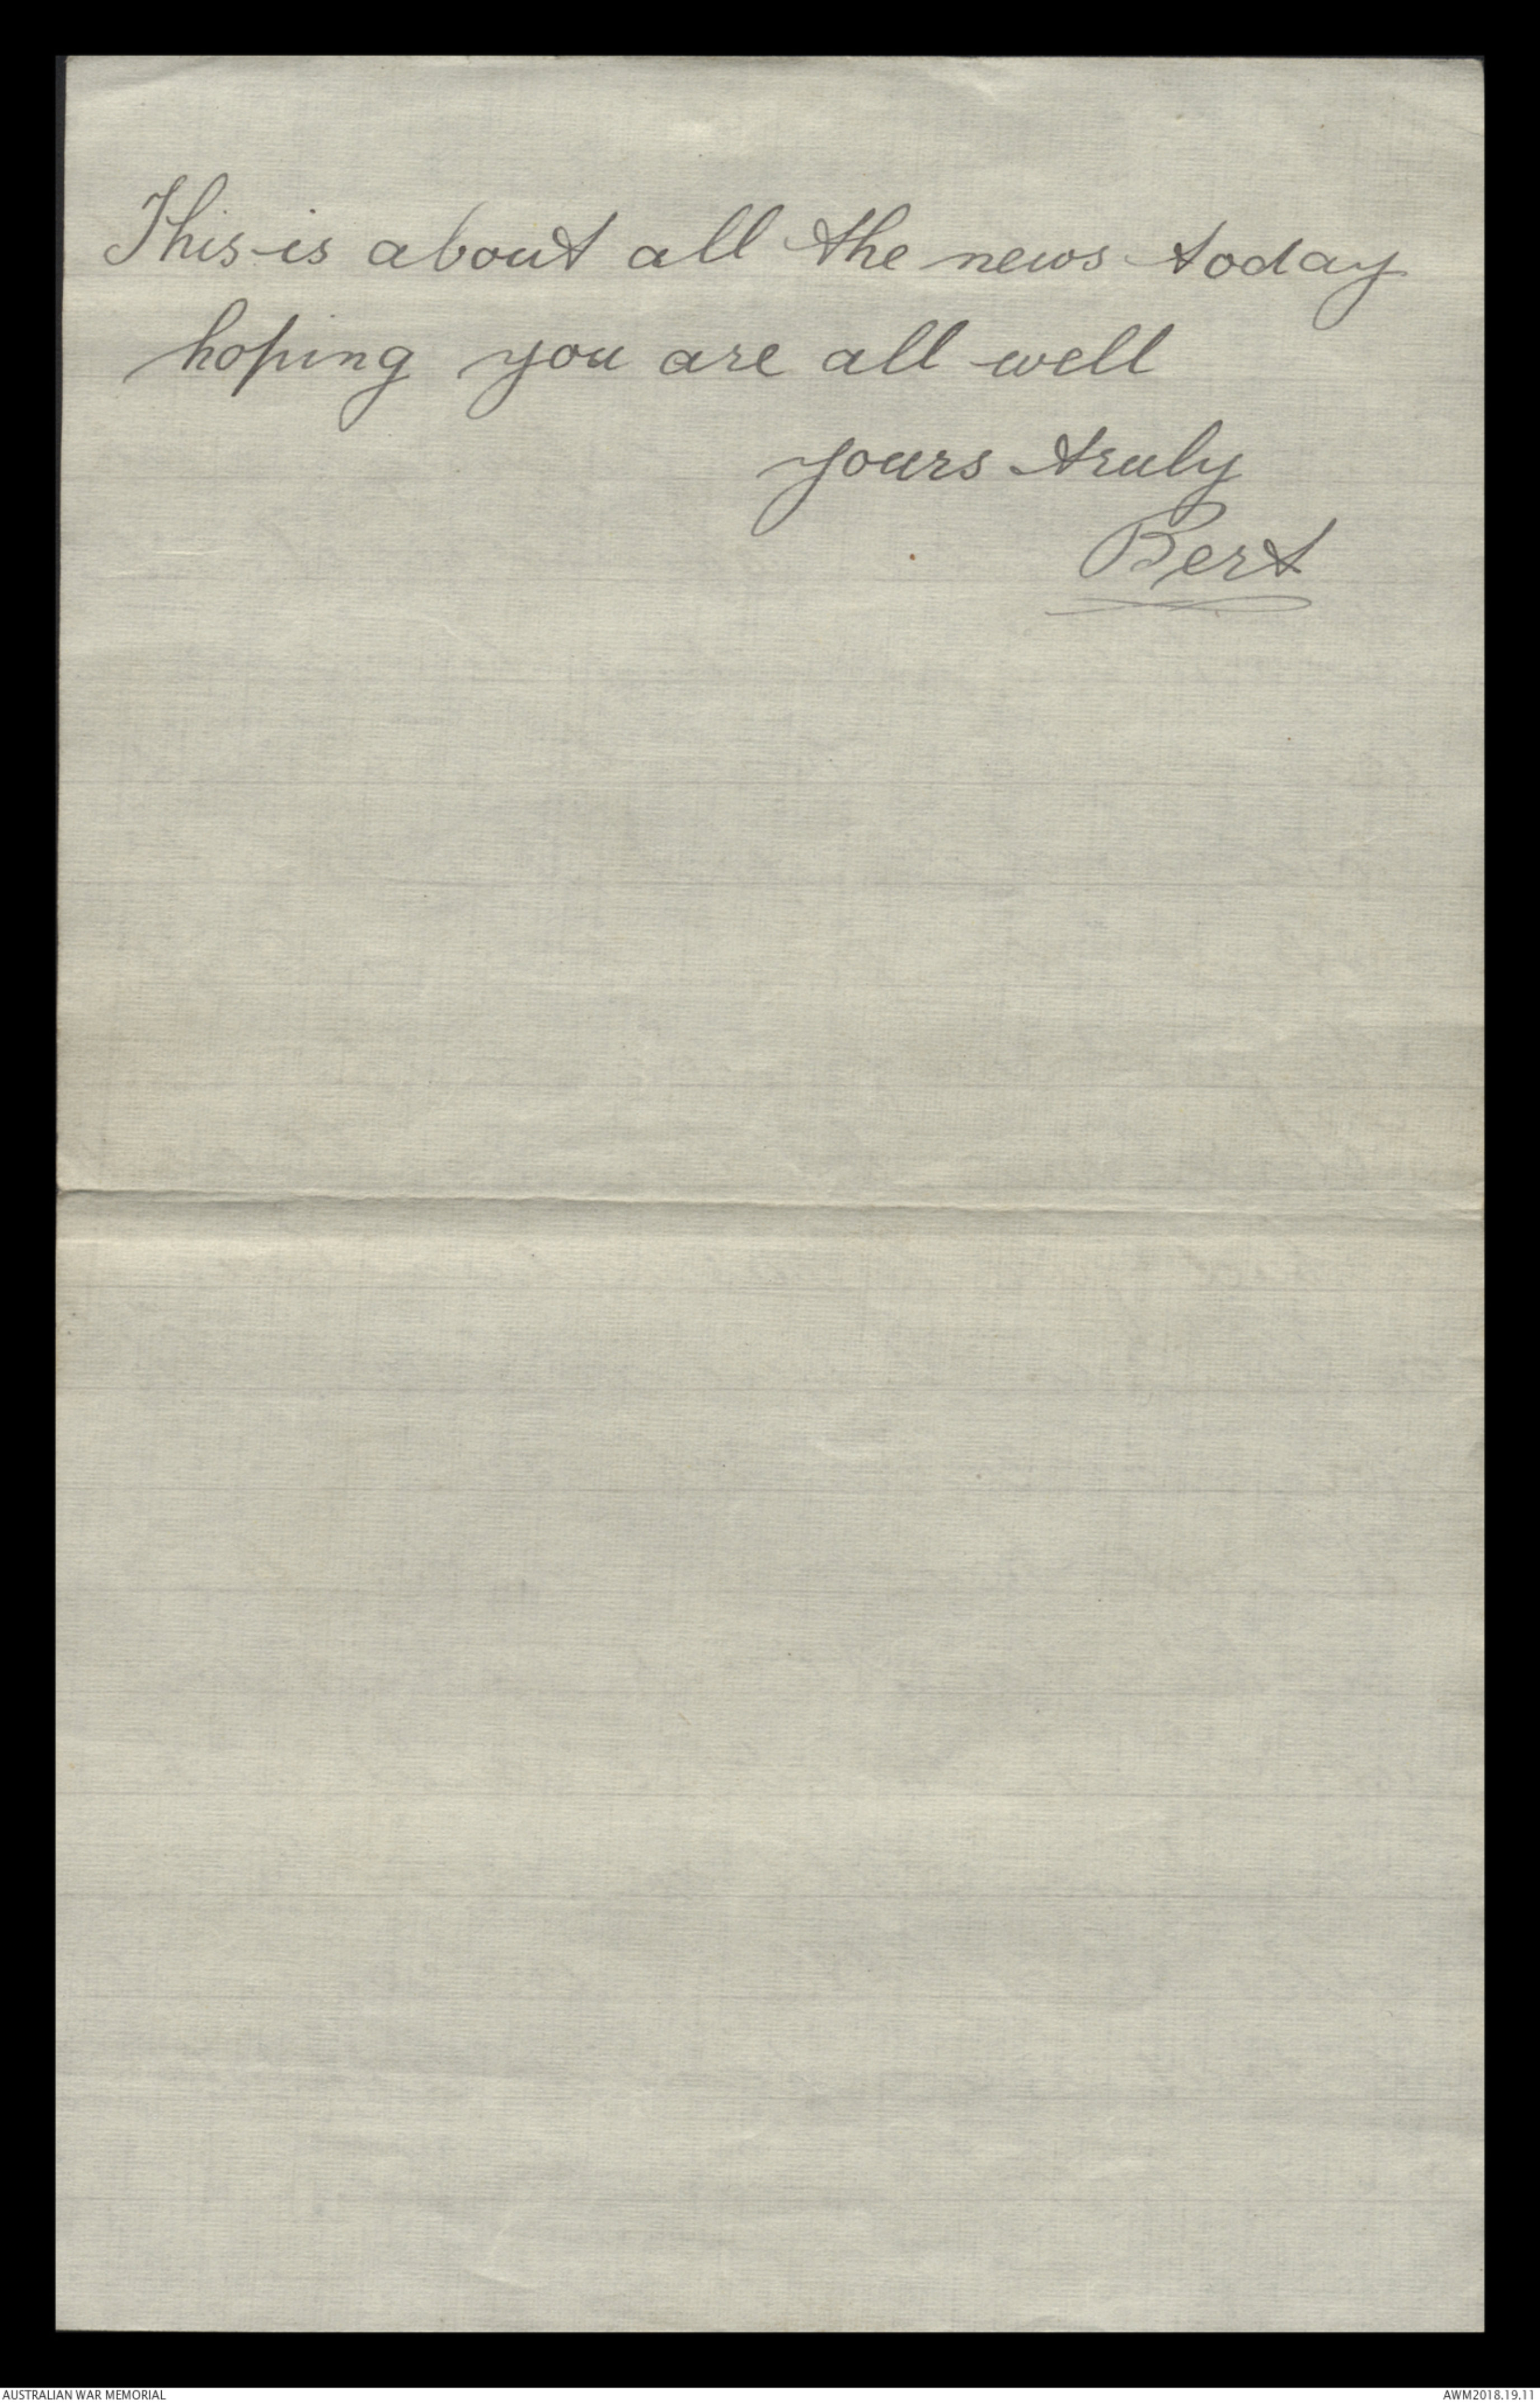 This is about all the news today
hoping you are all well
yours truly
Bert
AUSTRALIAN WAR MEMORIAL
AWM2018.19.11